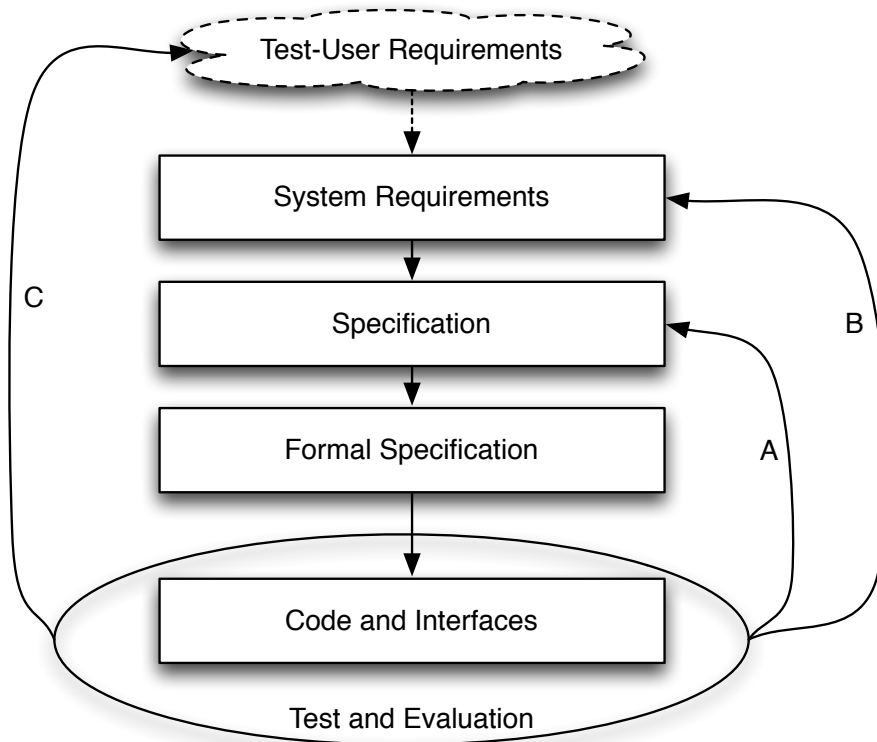 Test-User Requirements
System Requirements
C
Specification
B
Formal Specification
A
Code and Interfaces
Test and Evaluation